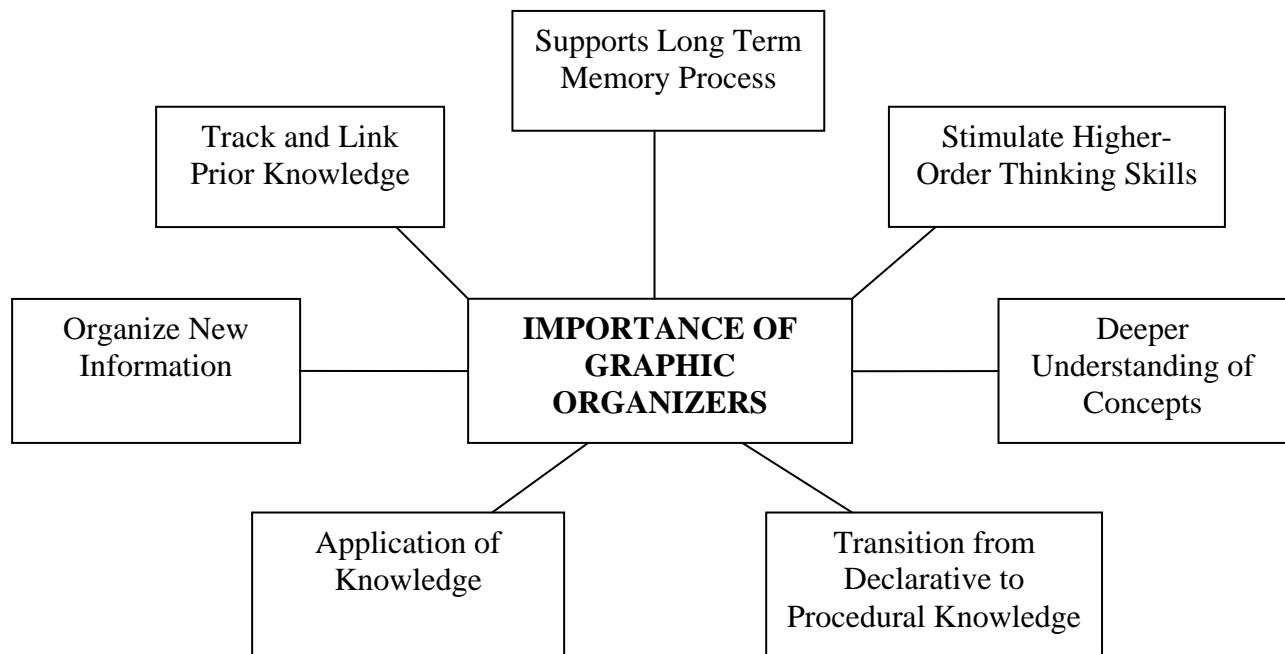 Supports Long Term
Memory Process
Track and Link
Prior Knowledge
Stimulate Higher-
Order Thinking Skills
Organize New
Information
IMPORTANCE OF
GRAPHIC
ORGANIZERS
Deeper
Understanding of
Concepts
Application of
Knowledge
Transition from
Declarative to
Procedural Knowledge